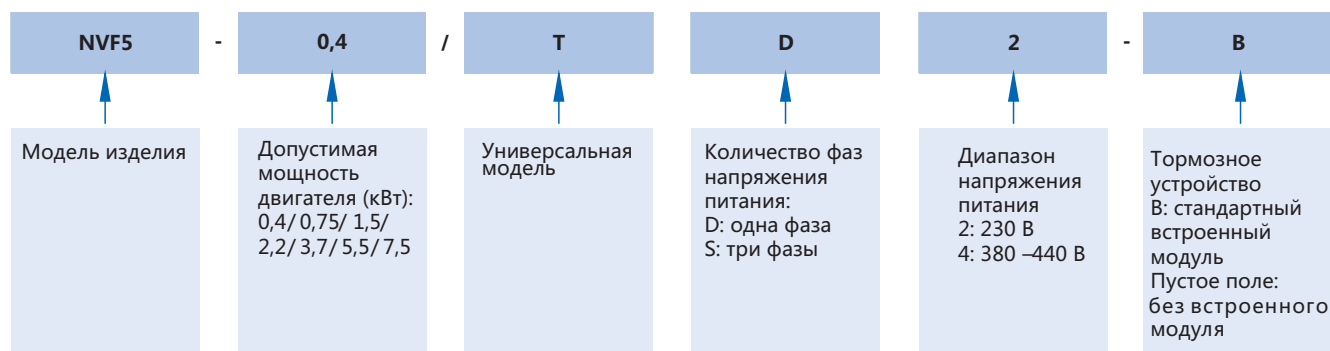 NVF5 - 0,4 / T D 2 - B
Модель изделия
Допустимая
мощность
двигателя (кВт):
0,4/ 0,75/ 1,5/
2,2/ 3,7/ 5,5/ 7,5
Универсальная
модель
Количество фаз
напряжения
питания:
D: одна фаза
S: три фазы
Диапазон
напряжения
питания
2: 230 В
4: 380 –440 В
Тормозное
устройство
B: стандартный
встроенный
модуль
Пустое поле:
без встроенного
модуля